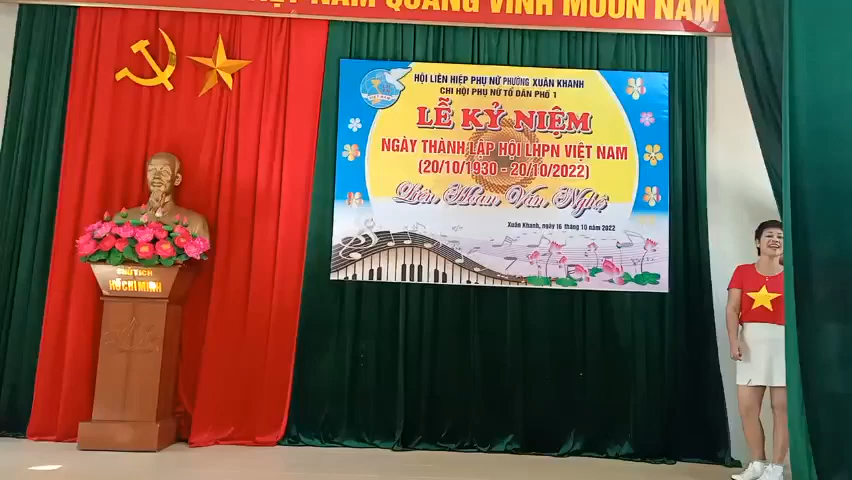 NAM QUANG VINH MUÔN NĂM
HỘI LIÊN HIỆP PHỤ NỮ PHƯỜNG XUÂN KHANH
CHI HỘI PHỤ NỮ TỔ DÂN PHỐ 1
LỄ KỶ NIỆM
NGÀY THÀNH LẬP HỘI LHPN VIỆT NAM
(20/10/1930 - 20/10/2022)
Liên Hoan Văn Nghệ
Xuân Khanh, ngày 16 tháng 10 năm 2022
CHỦ TỊCH
HỒ CHÍ MINH